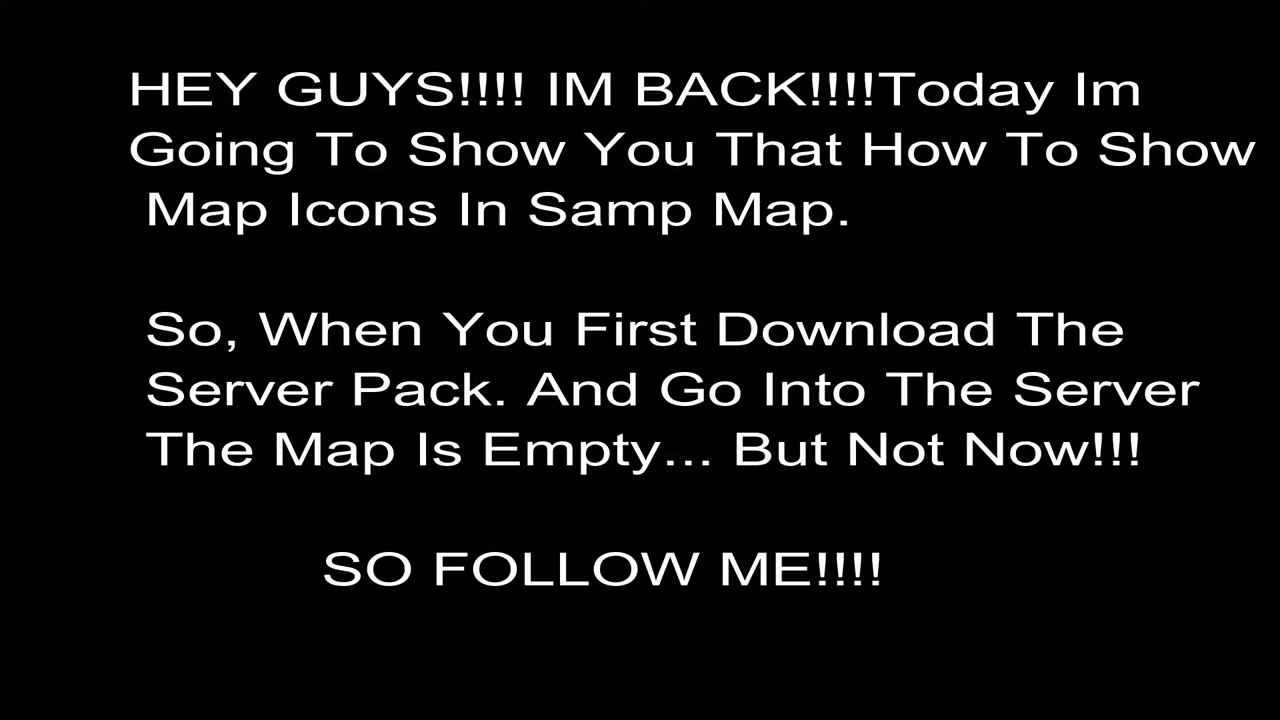 HEY GUYS!!!! IM BACK!!!!Today Im
Going To Show You That How To Show
Map Icons In Samp Map.
So, When You First Download The
Server Pack. And Go Into The Server
The Map Is Empty... But Not Now!!!
SO FOLLOW ME!!!!